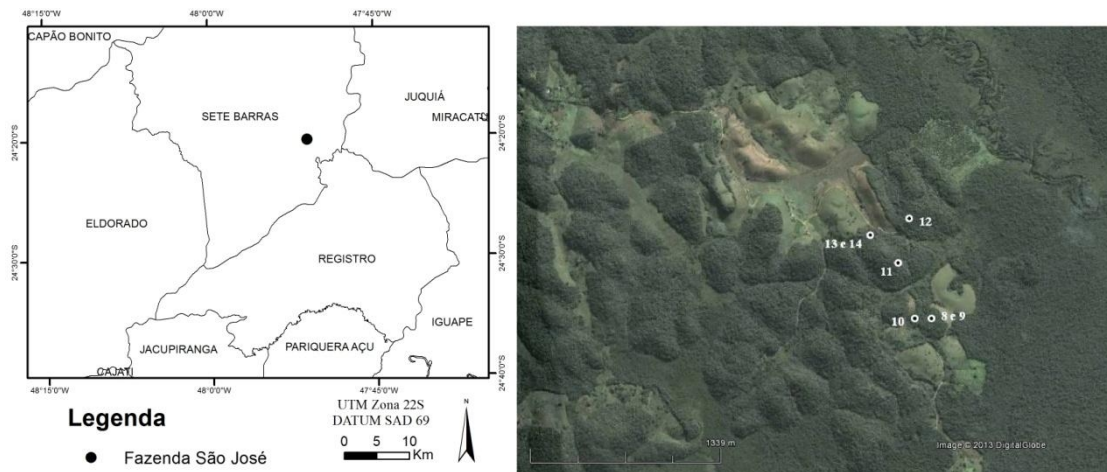 48°15'0"W 48°0'0"W 47°45'0"W
CAPÃO BONITO
JUQUIÁ
SETE BARRAS
MIRACATU
24°20'0"S 24°20'0"S
ELDORADO
24°30'0"S 24°30'0"S
REGISTRO
IGUAPE
JACUPIRANGA
PARIQUERA AÇU
CAJATI
24°40'0"S 24°40'0"S
48°15'0"W 48°0'0"W 47°45'0"W
Legenda
Fazenda São José
UTM Zona 22S
DATUM SAD 69
N
0 5 10
Km
12
13 e 14
11
10
8 e 9
1339 m
Image © 2013 DigitalGlobe